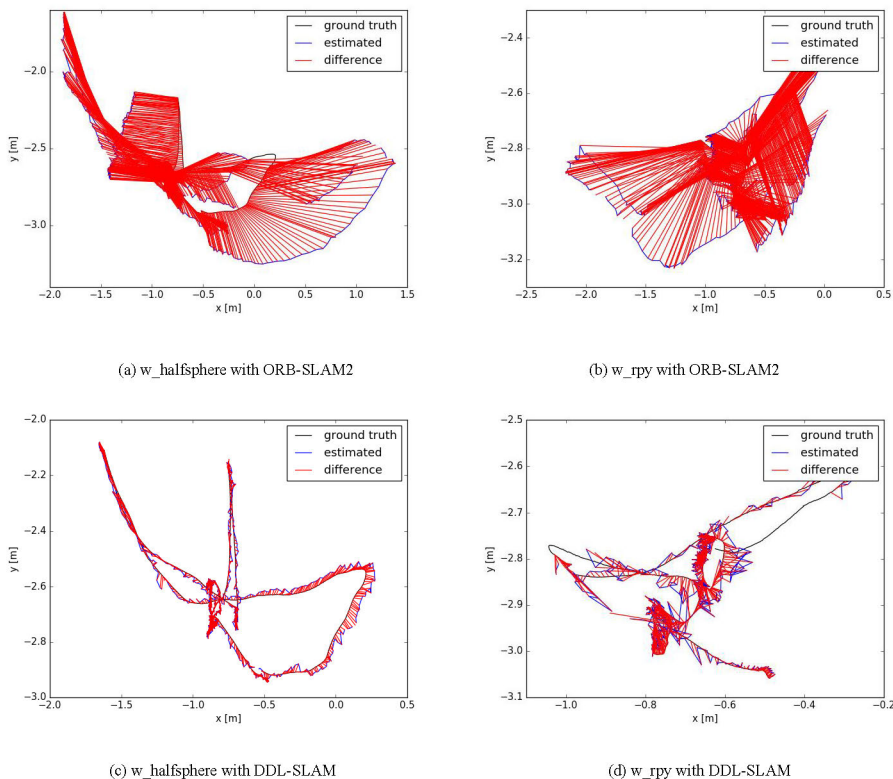 ground truth
estimated
difference
−2.0
−2.5
−3.0
y [m]
−2.0 −1.5 −1.0 −0.5 0.0 0.5 1.0 1.5
x [m]
(a) w_halfsphere with ORB-SLAM2
ground truth
estimated
difference
−2.4
−2.6
−2.8
−3.0
−3.2
y [m]
−2.5 −2.0 −1.5 −1.0 −0.5 0.0 0.5
x [m]
(b) w_rpy with ORB-SLAM2
ground truth
estimated
difference
−2.0
−2.2
−2.4
−2.6
−2.8
−3.0
y [m]
−2.0 −1.5 −1.0 −0.5 0.0 0.5
x [m]
(c) w_halfsphere with DDL-SLAM
ground truth
estimated
difference
−2.5
−2.6
−2.7
−2.8
−2.9
−3.0
−3.1
y [m]
−1.0 −0.8 −0.6 −0.4 −0.2
x [m]
(d) w_rpy with DDL-SLAM